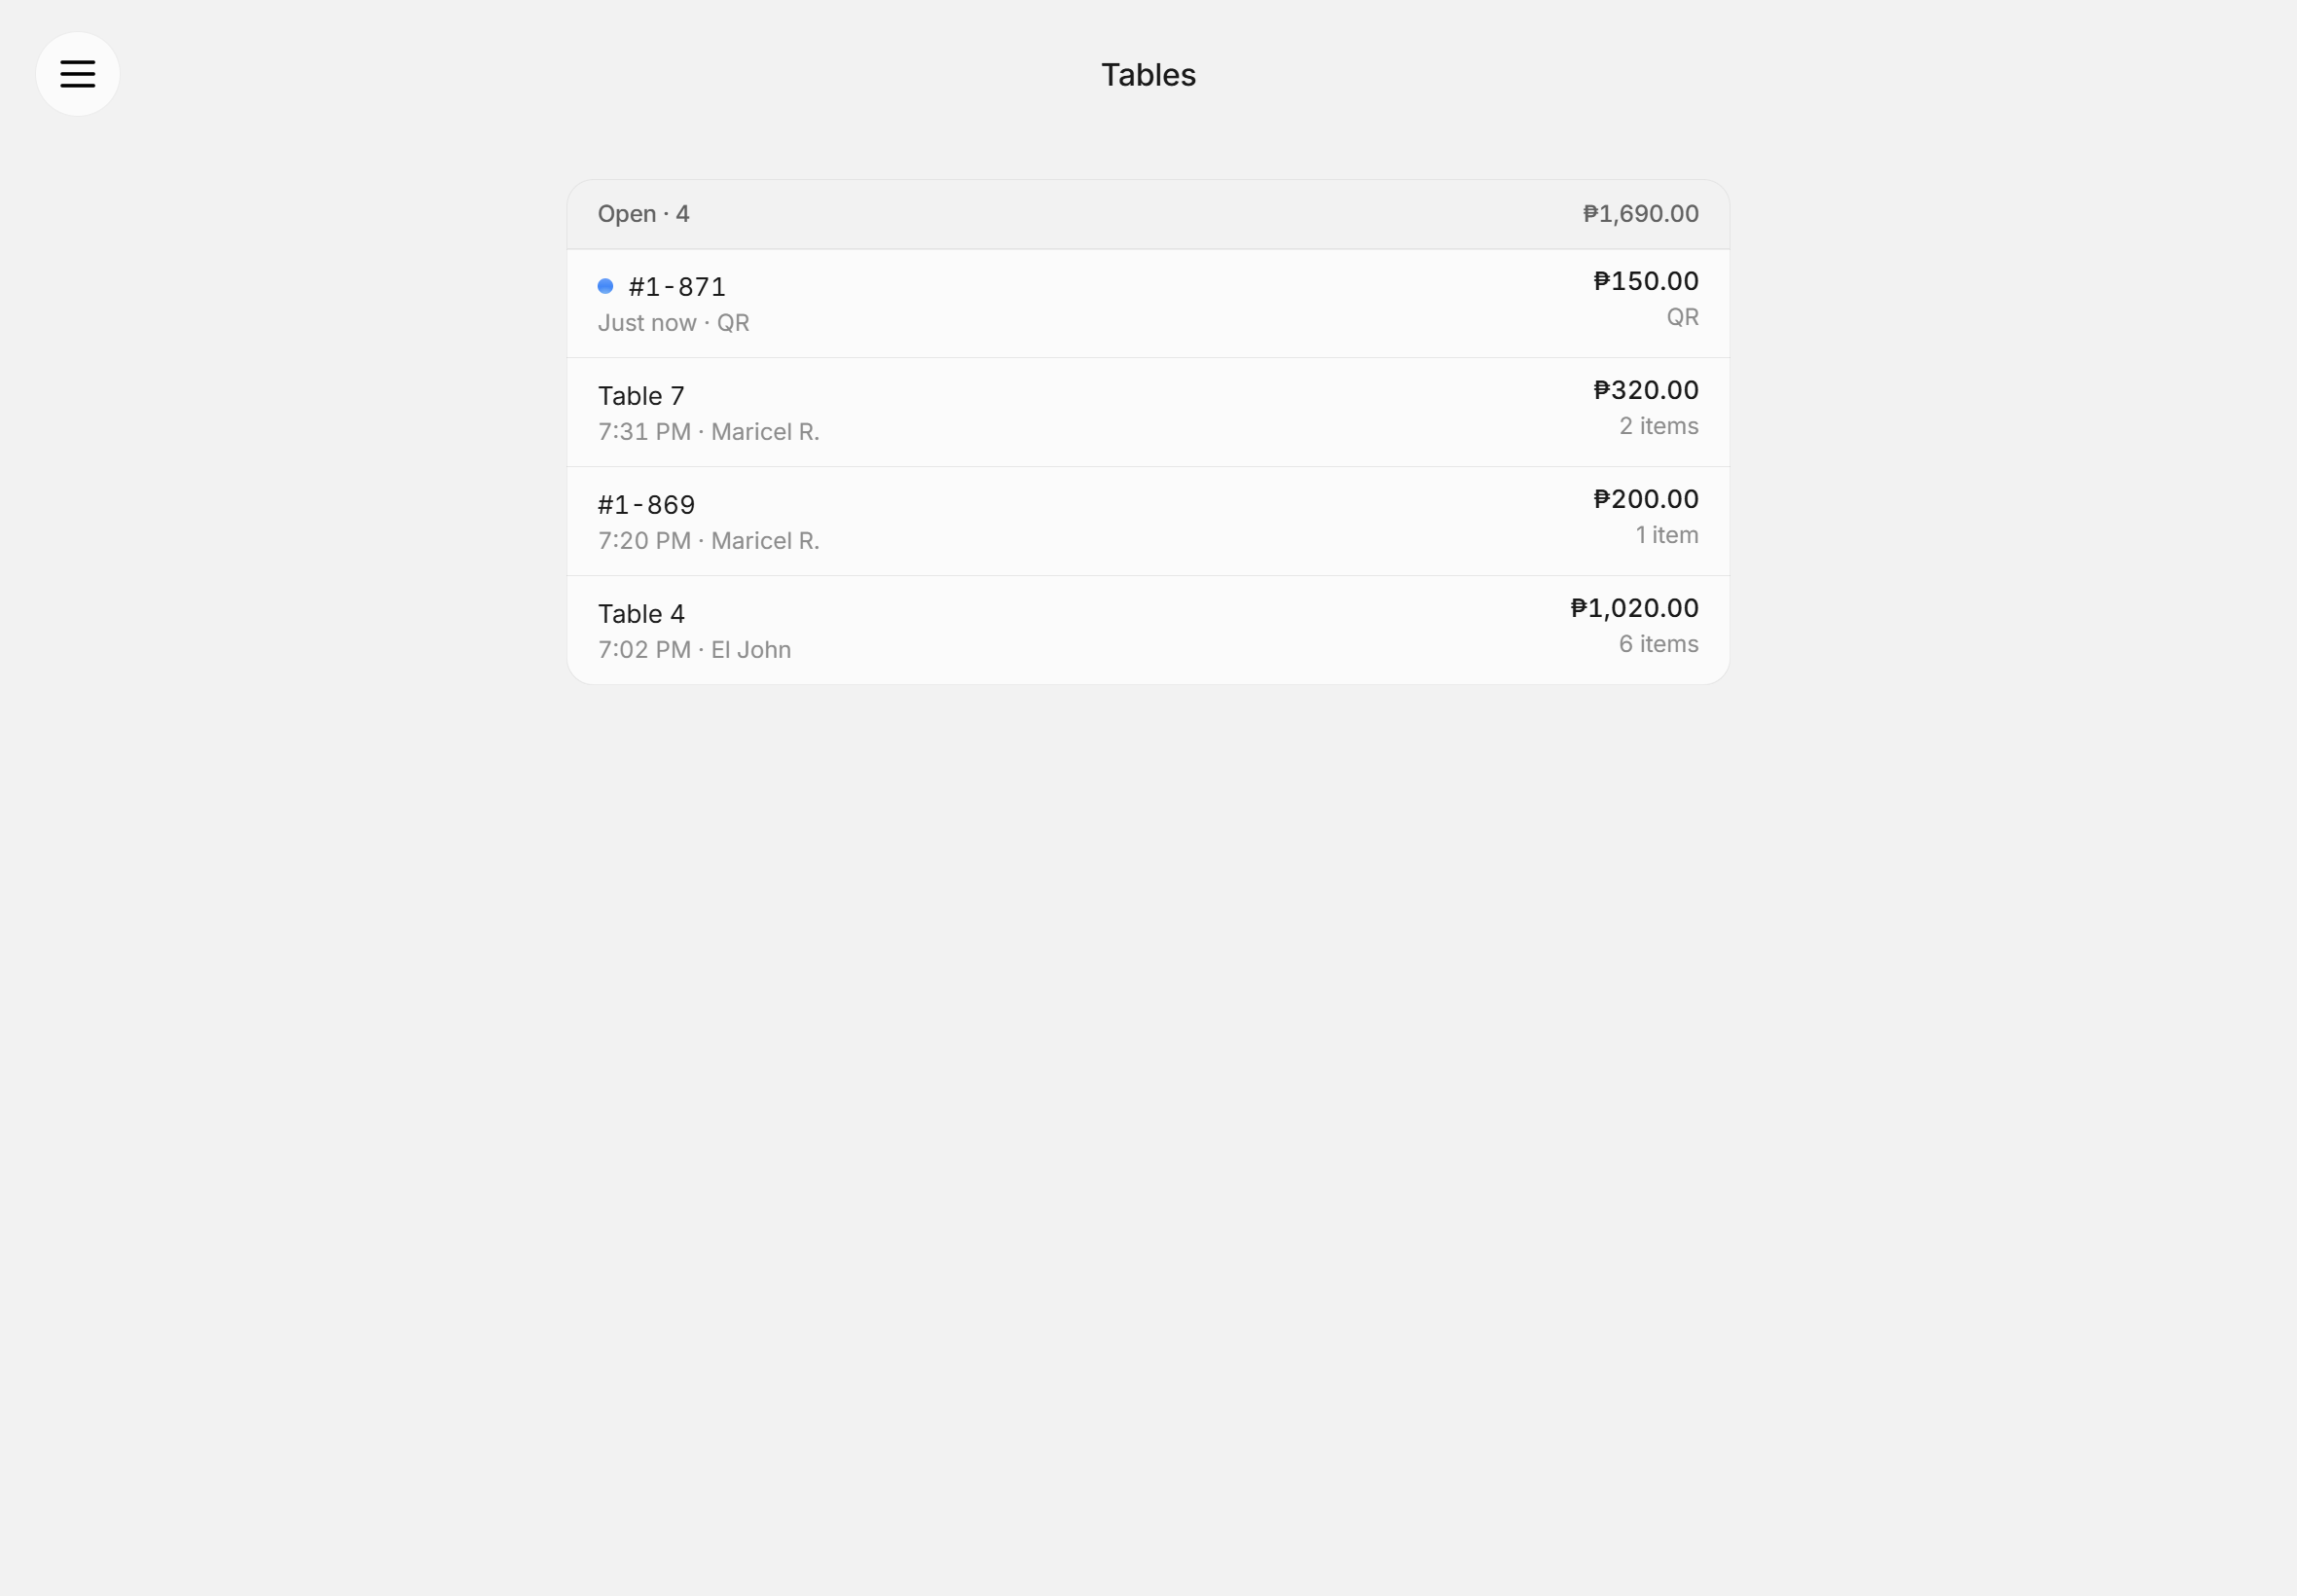 Tables
Open · 4
₱1,690.00
#1-871
₱150.00
Just now · QR
QR
Table 7
₱320.00
7:31 PM · Maricel R.
2 items
#1-869
₱200.00
7:20 PM · Maricel R.
1 item
Table 4
₱1,020.00
7:02 PM · El John
6 items